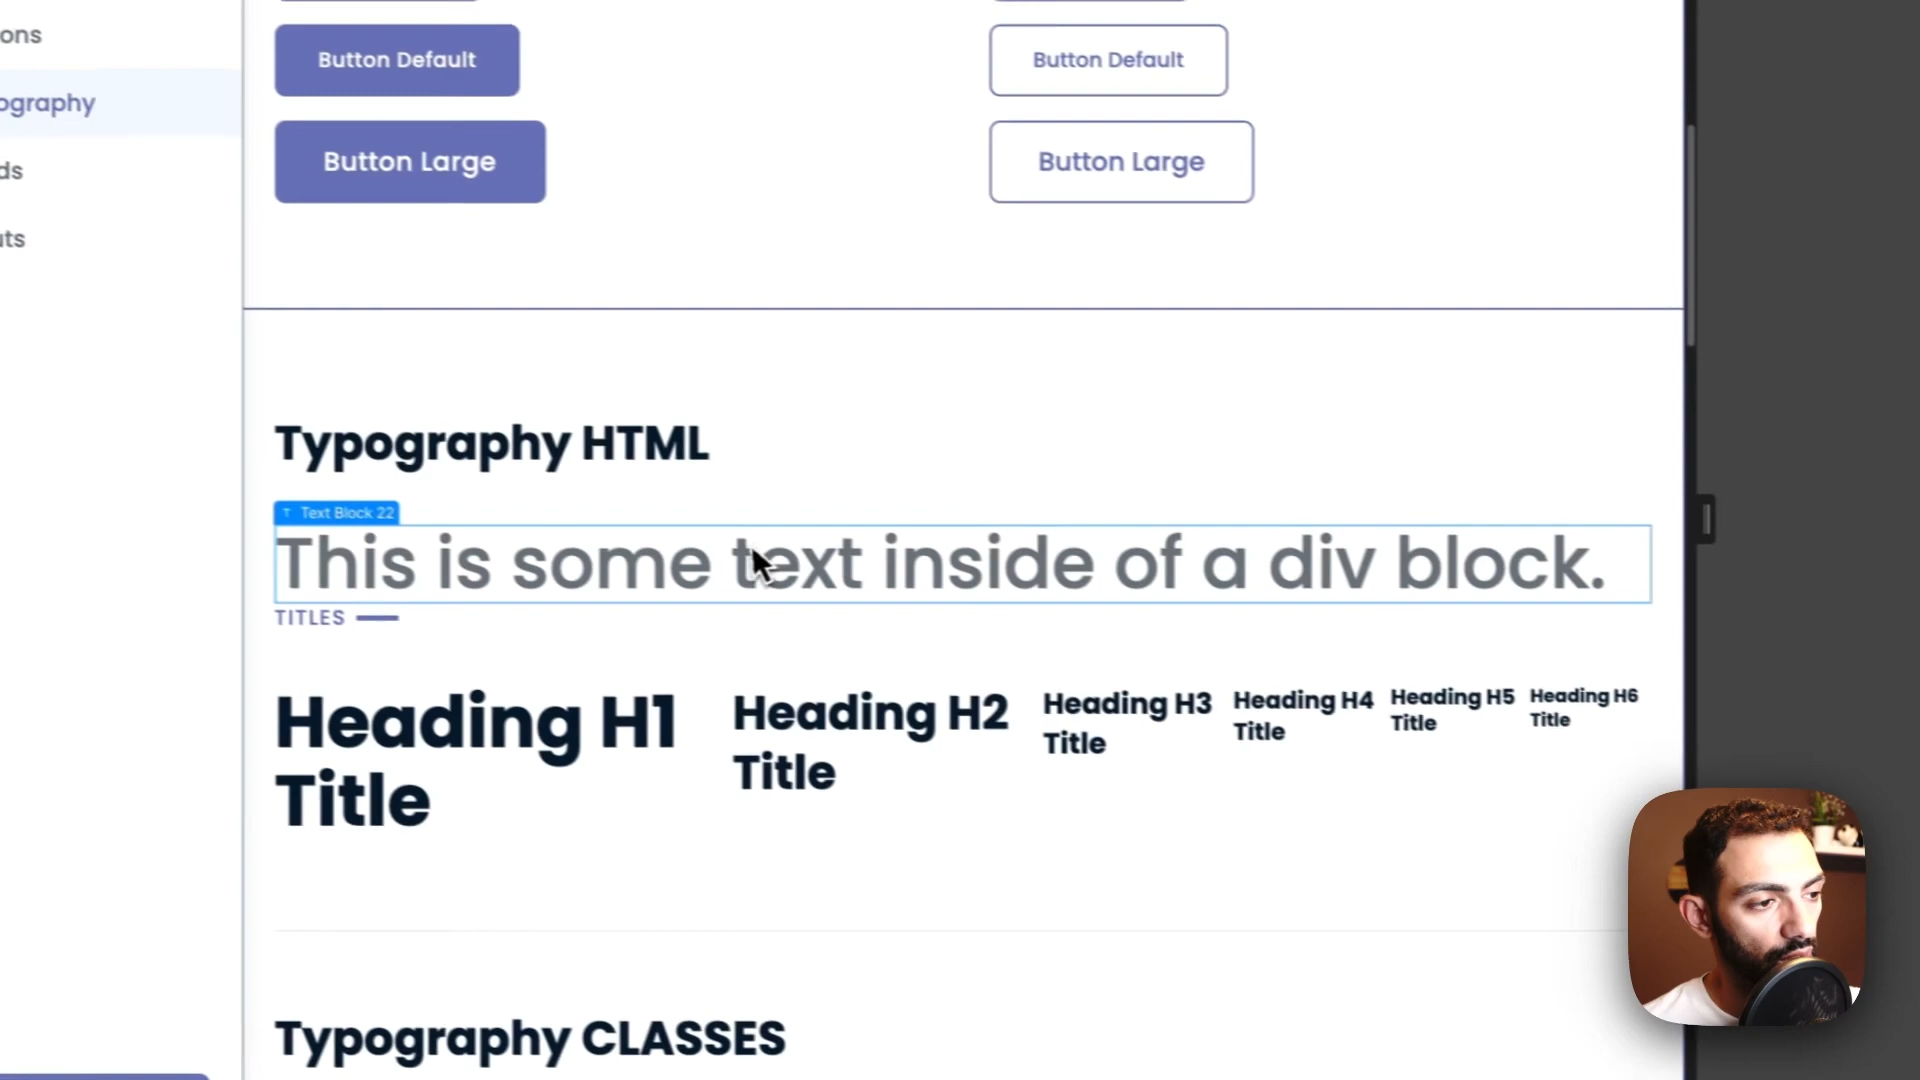 ons
Button Default
Button Default
ography
Button Large
Button Large
ds
uts
Typography HTML
Text Block 22
This is some text inside of a div block.
TITLES
Heading H1
Title
Heading H2
Title
Heading H3
Title
Heading H4
Title
Heading H5
Title
Heading H6
Title
Typography CLASSES